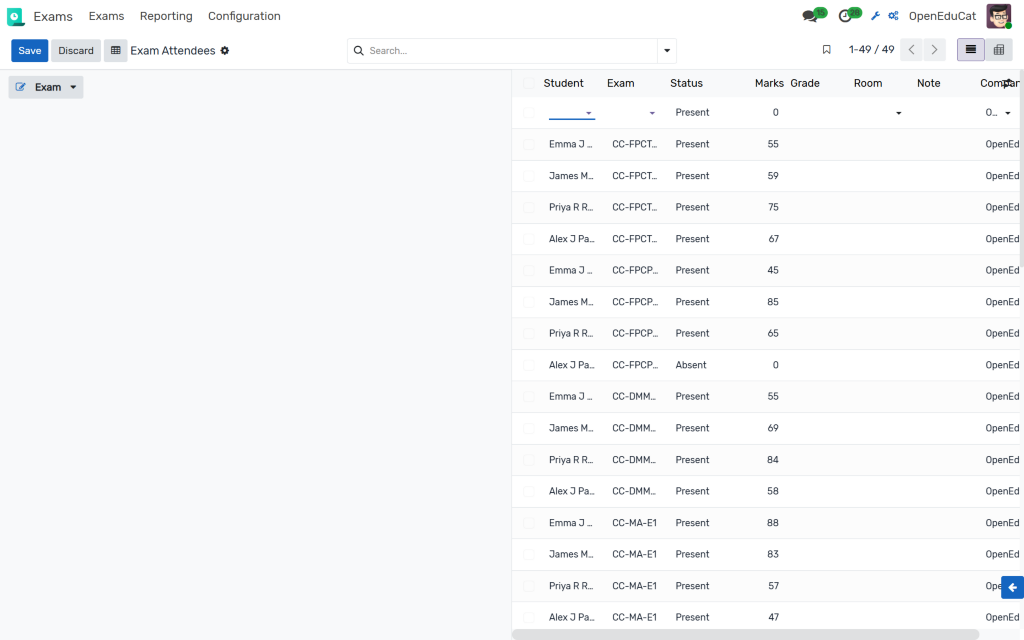 Exams Exams Reporting Configuration 15 28 OpenEduCat
Save Discard Exam Attendees Search... 1-49 / 49
Exam
Student Exam Status Marks Grade Room Note
Present 0 O...
Emma J ... CC-FPCT... Present 55 OpenEd
James M... CC-FPCT... Present 59 OpenEd
Priya R R... CC-FPCT... Present 75 OpenEd
Alex J Pa... CC-FPCT... Present 67 OpenEd
Emma J ... CC-FPCP... Present 45 OpenEd
James M... CC-FPCP... Present 85 OpenEd
Priya R R... CC-FPCP... Present 65 OpenEd
Alex J Pa... CC-FPCP... Absent 0 OpenEd
Emma J ... CC-DMM... Present 55 OpenEd
James M... CC-DMM... Present 69 OpenEd
Priya R R... CC-DMM... Present 84 OpenEd
Alex J Pa... CC-DMM... Present 58 OpenEd
Emma J ... CC-MA-E1 Present 88 OpenEd
James M... CC-MA-E1 Present 83 OpenEd
Priya R R... CC-MA-E1 Present 57 Ope
Alex J Pa... CC-MA-E1 Present 47 OpenEd